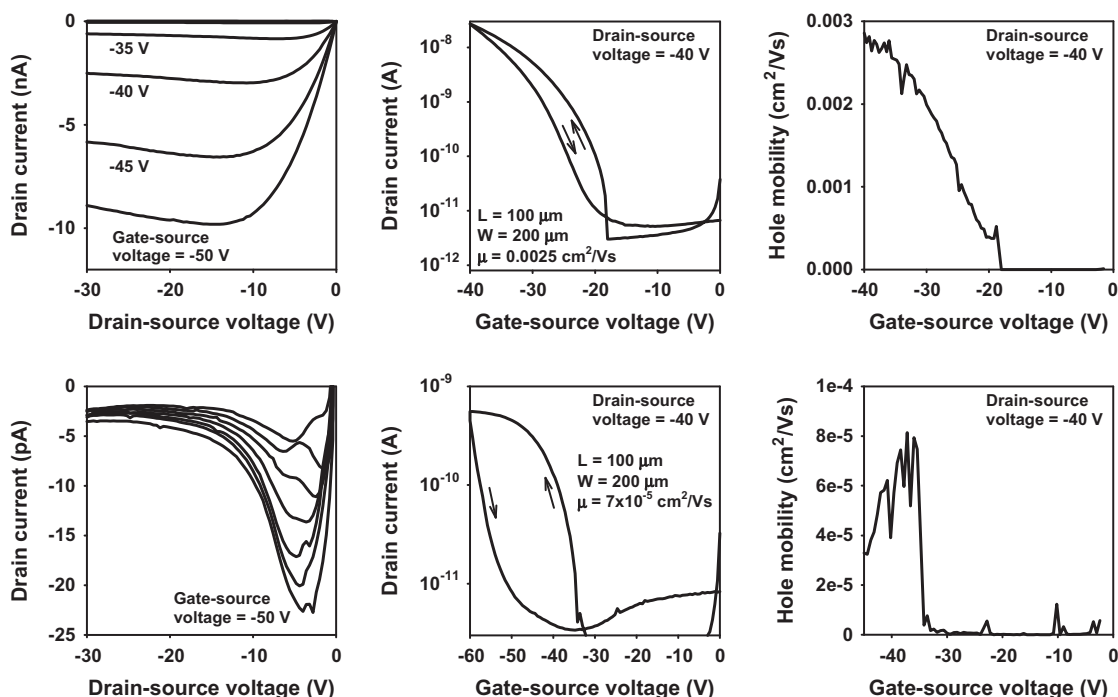 0
-5
-10
Drain current (nA)
-35 V
-40 V
-45 V
Gate-source
voltage = -50 V
-30 -20 -10 0
Drain-source voltage (V)
10⁻⁸
10⁻⁹
10⁻¹⁰
10⁻¹¹
10⁻¹²
Drain current (A)
Drain-source
voltage = -40 V
L = 100 μm
W = 200 μm
μ = 0.0025 cm²/Vs
-40 -30 -20 -10 0
Gate-source voltage (V)
0.003
0.002
0.001
0.000
Hole mobility (cm²/Vs)
Drain-source
voltage = -40 V
-40 -30 -20 -10 0
Gate-source voltage (V)
0
-5
-10
-15
-20
-25
Drain current (pA)
Gate-source
voltage = -50 V
-30 -20 -10 0
Drain-source voltage (V)
10⁻⁹
10⁻¹⁰
10⁻¹¹
Drain current (A)
Drain-source
voltage = -40 V
L = 100 μm
W = 200 μm
μ = 7x10⁻⁵ cm²/Vs
-60 -50 -40 -30 -20 -10 0
Gate-source voltage (V)
1e-4
8e-5
6e-5
4e-5
2e-5
0
Hole mobility (cm²/Vs)
Drain-source
voltage = -40 V
-40 -30 -20 -10 0
Gate-source voltage (V)